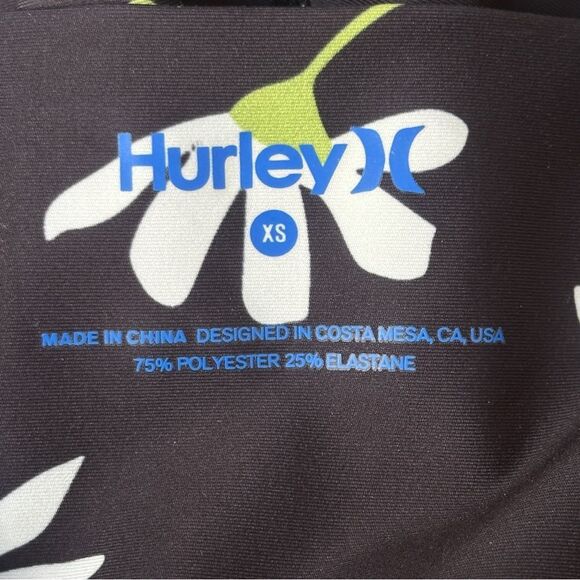 Hurley
XS
MADE IN CHINA DESIGNED IN COSTA MESA, CA, USA
75% POLYESTER 25% ELASTANE